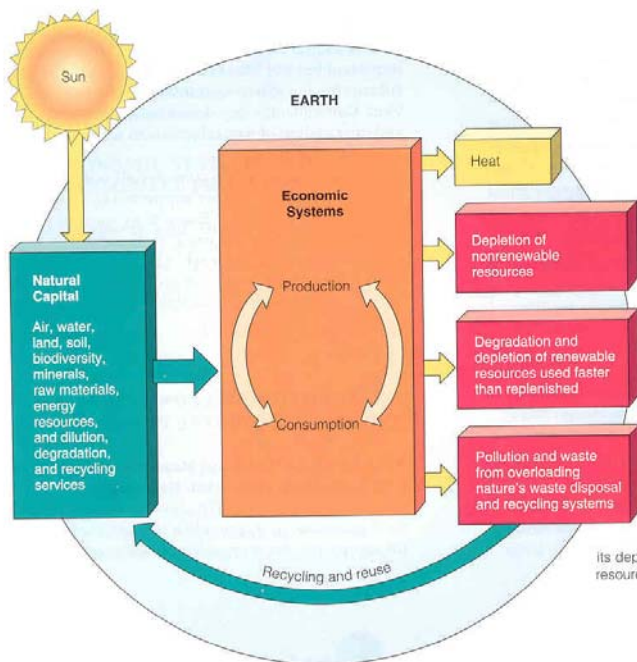 Sun
EARTH
Economic
Systems
Production
Consumption
Natural
Capital
Air, water,
land, soil,
biodiversity,
minerals,
raw materials,
energy
resources,
and dilution,
degradation,
and recycling
services
Heat
Depletion of
nonrenewable
resources
Degradation and
depletion of renewable
resources used faster
than replenished
Pollution and waste
from overloading
nature's waste disposal
and recycling systems
Recycling and reuse
its dep
resour